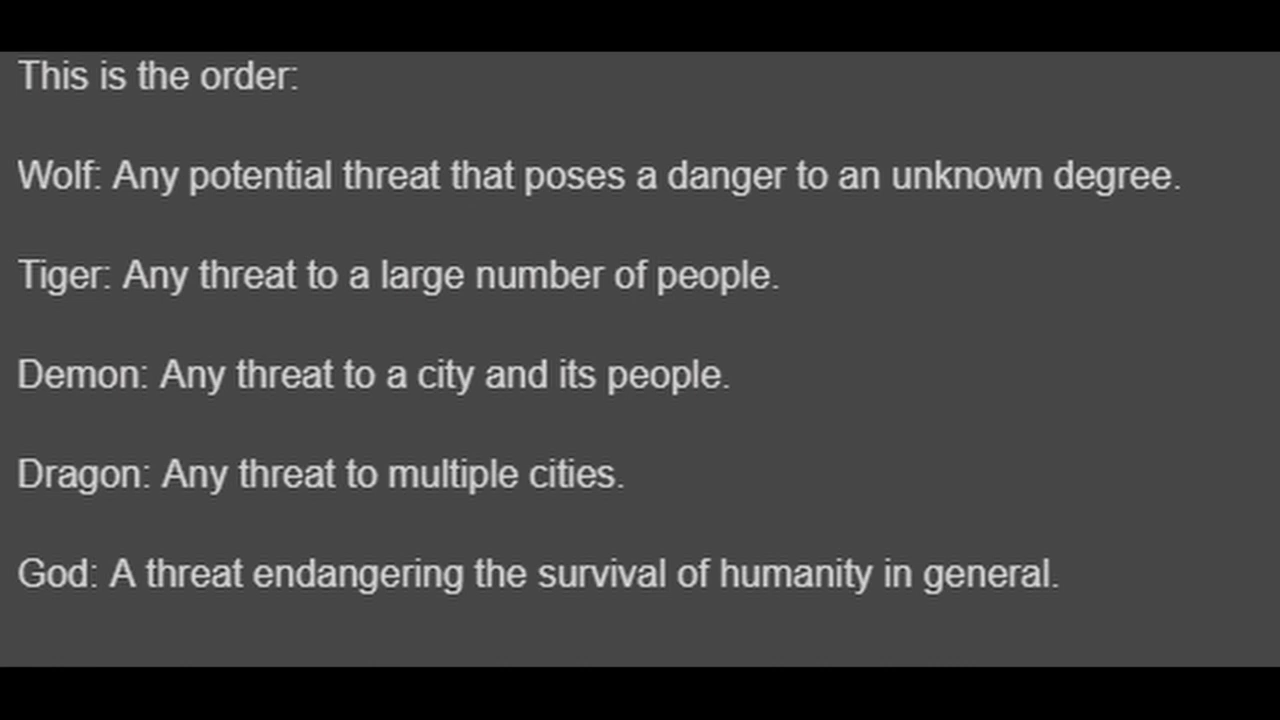 This is the order:
Wolf: Any potential threat that poses a danger to an unknown degree.
Tiger: Any threat to a large number of people.
Demon: Any threat to a city and its people.
Dragon: Any threat to multiple cities.
God: A threat endangering the survival of humanity in general.